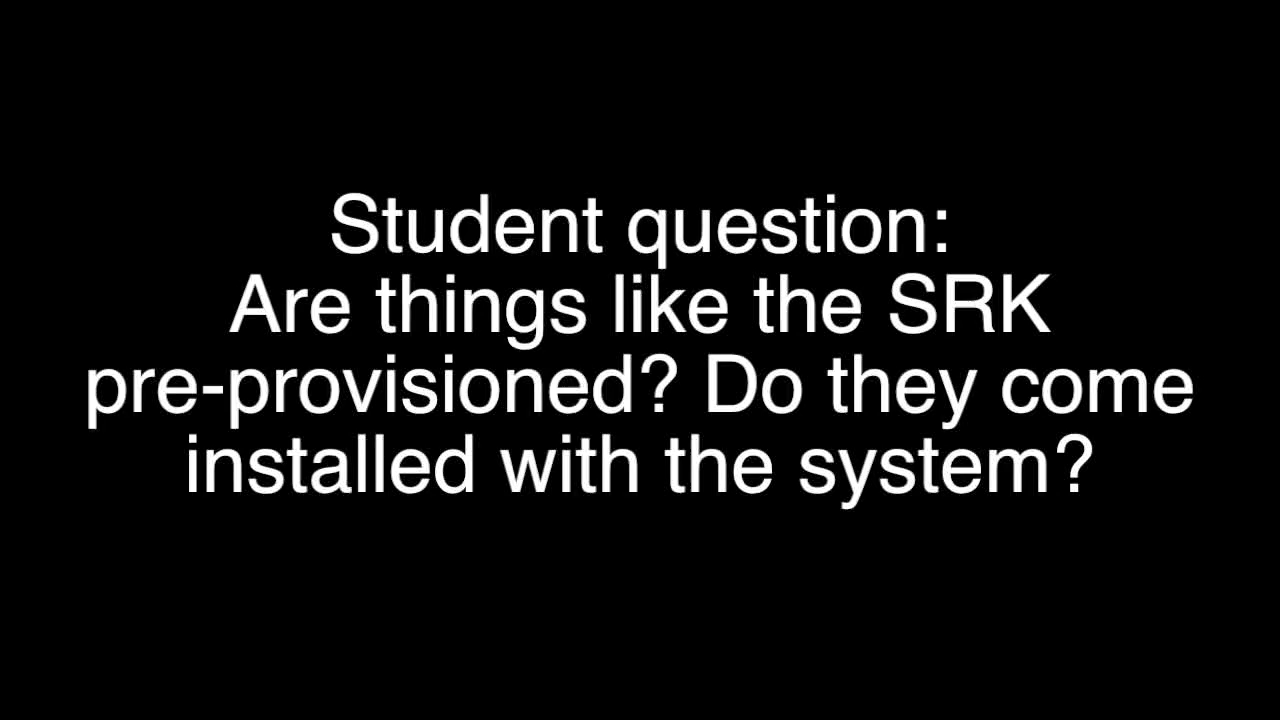 Student question:
Are things like the SRK
pre-provisioned? Do they come
installed with the system?